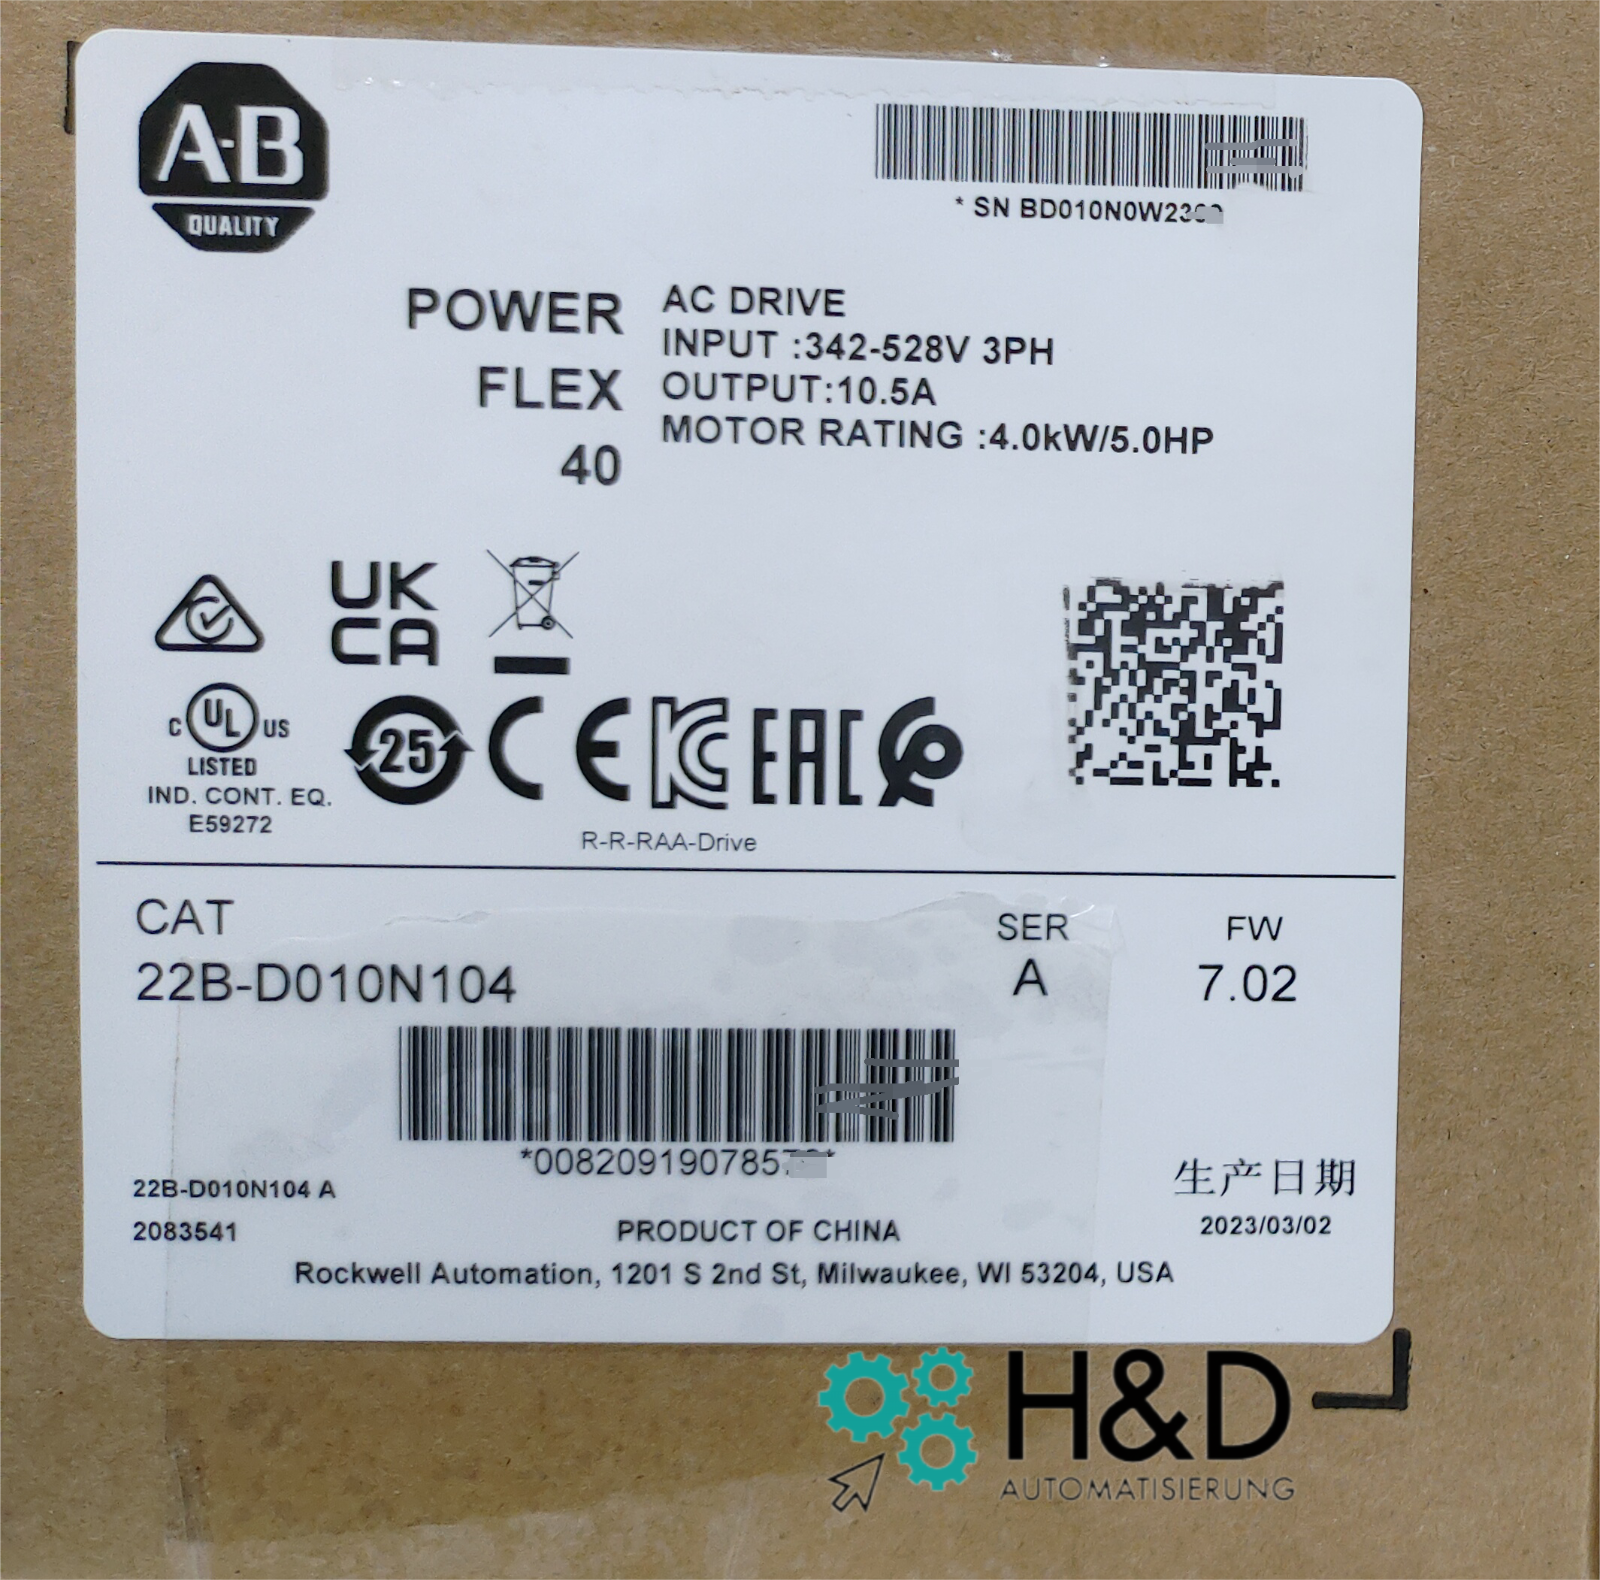 A-B
QUALITY
* SN BD010N0W23
POWER
FLEX
40
AC DRIVE
INPUT :342-528V 3PH
OUTPUT:10.5A
MOTOR RATING :4.0kW/5.0HP
UK
CA
C UL US
LISTED
IND. CONT. EQ.
E59272
25
CE
KC
EAC
R-R-RAA-Drive
CAT
22B-D010N104
SER
A
FW
7.02
*00820919078
22B-D010N104 A
2083541
PRODUCT OF CHINA
生产日期
2023/03/02
Rockwell Automation, 1201 S 2nd St, Milwaukee, WI 53204, USA
H&D
AUTOMATISIERUNG